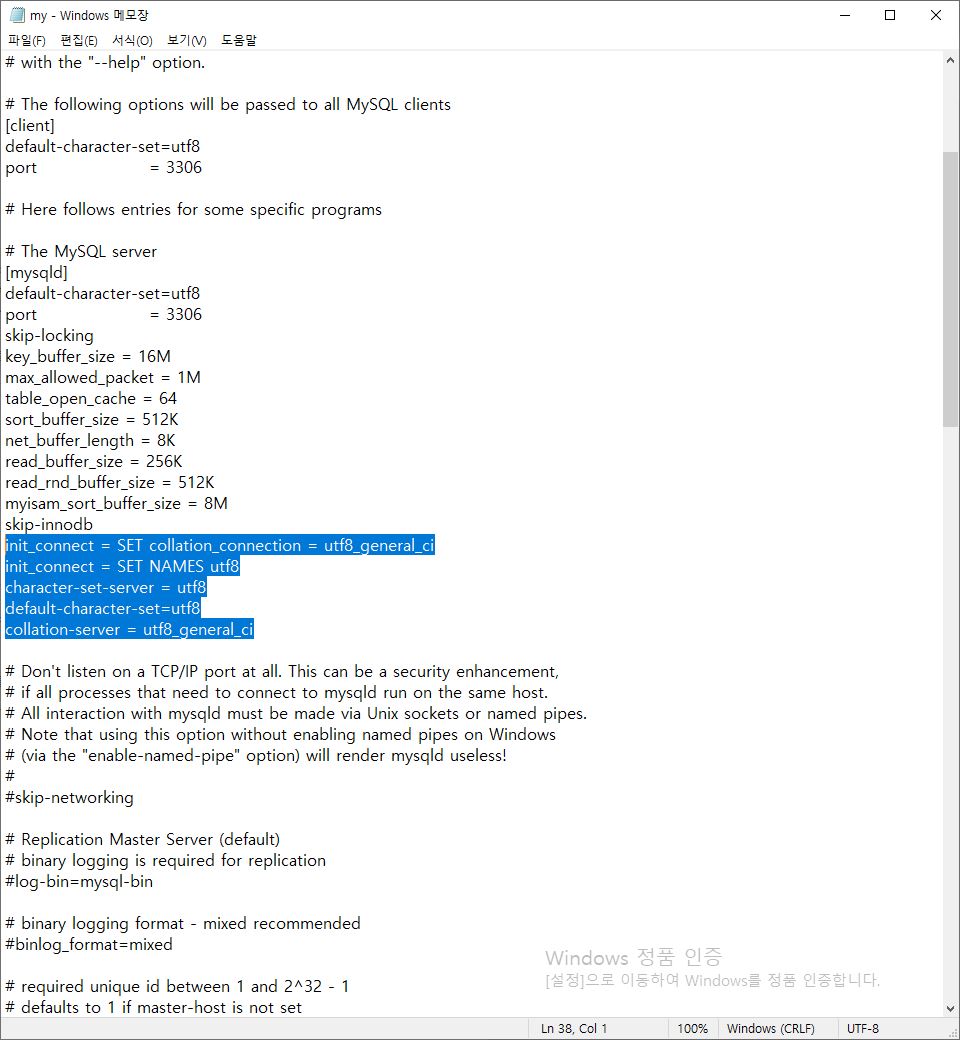 my - Windows 메모장
파일(F) 편집(E) 서식(O) 보기(V) 도움말
# with the "--help" option.
# The following options will be passed to all MySQL clients
[client]
default-character-set=utf8
port = 3306
# Here follows entries for some specific programs
# The MySQL server
[mysqld]
default-character-set=utf8
port = 3306
skip-locking
key_buffer_size = 16M
max_allowed_packet = 1M
table_open_cache = 64
sort_buffer_size = 512K
net_buffer_length = 8K
read_buffer_size = 256K
read_rnd_buffer_size = 512K
myisam_sort_buffer_size = 8M
skip-innodb
init_connect = SET collation_connection = utf8_general_ci
init_connect = SET NAMES utf8
character-set-server = utf8
default-character-set=utf8
collation-server = utf8_general_ci
# Don't listen on a TCP/IP port at all. This can be a security enhancement,
# if all processes that need to connect to mysqld run on the same host.
# All interaction with mysqld must be made via Unix sockets or named pipes.
# Note that using this option without enabling named pipes on Windows
# (via the "enable-named-pipe" option) will render mysqld useless!
#
#skip-networking
# Replication Master Server (default)
# binary logging is required for replication
#log-bin=mysql-bin
# binary logging format - mixed recommended
#binlog_format=mixed
# required unique id between 1 and 2^32 - 1
# defaults to 1 if master-host is not set
Windows 정품 인증
[설정]으로 이동하여 Windows를 정품 인증합니다.
Ln 38, Col 1 100% Windows (CRLF) UTF-8